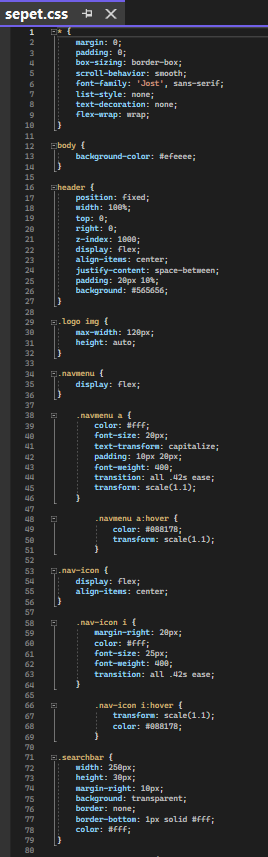 sepet.css
1 * {
2 margin: 0;
3 padding: 0;
4 box-sizing: border-box;
5 scroll-behavior: smooth;
6 font-family: 'Jost', sans-serif;
7 list-style: none;
8 text-decoration: none;
9 flex-wrap: wrap;
10 }
11
12 body {
13 background-color: #efeeee;
14 }
15
16 header {
17 position: fixed;
18 width: 100%;
19 top: 0;
20 right: 0;
21 z-index: 1000;
22 display: flex;
23 align-items: center;
24 justify-content: space-between;
25 padding: 20px 10%;
26 background: #565656;
27 }
28
29 .logo img {
30 max-width: 120px;
31 height: auto;
32 }
33
34 .navmenu {
35 display: flex;
36 }
37
38 .navmenu a {
39 color: #fff;
40 font-size: 20px;
41 text-transform: capitalize;
42 padding: 10px 20px;
43 font-weight: 400;
44 transition: all .42s ease;
45 transform: scale(1.1);
46 }
47
48 .navmenu a:hover {
49 color: #088178;
50 transform: scale(1.1);
51 }
52
53 .nav-icon {
54 display: flex;
55 align-items: center;
56 }
57
58 .nav-icon i {
59 margin-right: 20px;
60 color: #fff;
61 font-size: 25px;
62 font-weight: 400;
63 transition: all .42s ease;
64 }
65
66 .nav-icon i:hover {
67 transform: scale(1.1);
68 color: #088178;
69 }
70
71 .searchbar {
72 width: 250px;
73 height: 30px;
74 margin-right: 10px;
75 background: transparent;
76 border: none;
77 border-bottom: 1px solid #fff;
78 color: #fff;
79 }
80